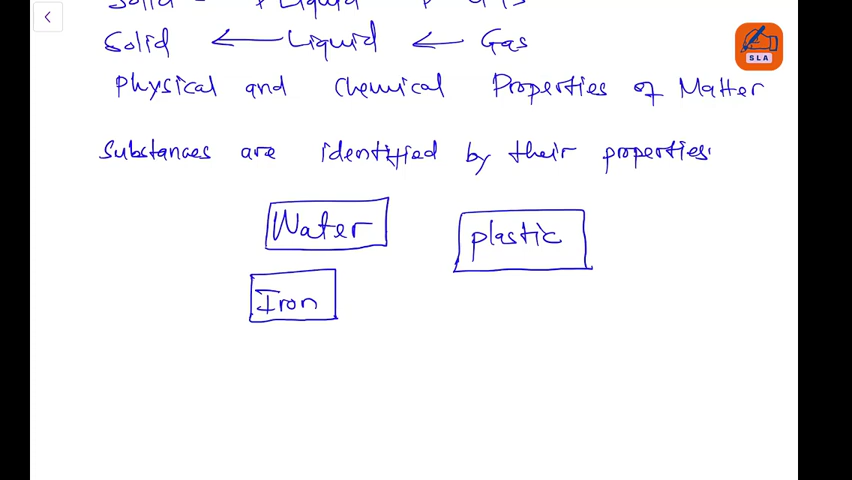 Solid ← Liquid ← Gas
SLA
Physical and Chemical Properties of Matter
Substances are identified by their properties.
Water
Plastic
Iron